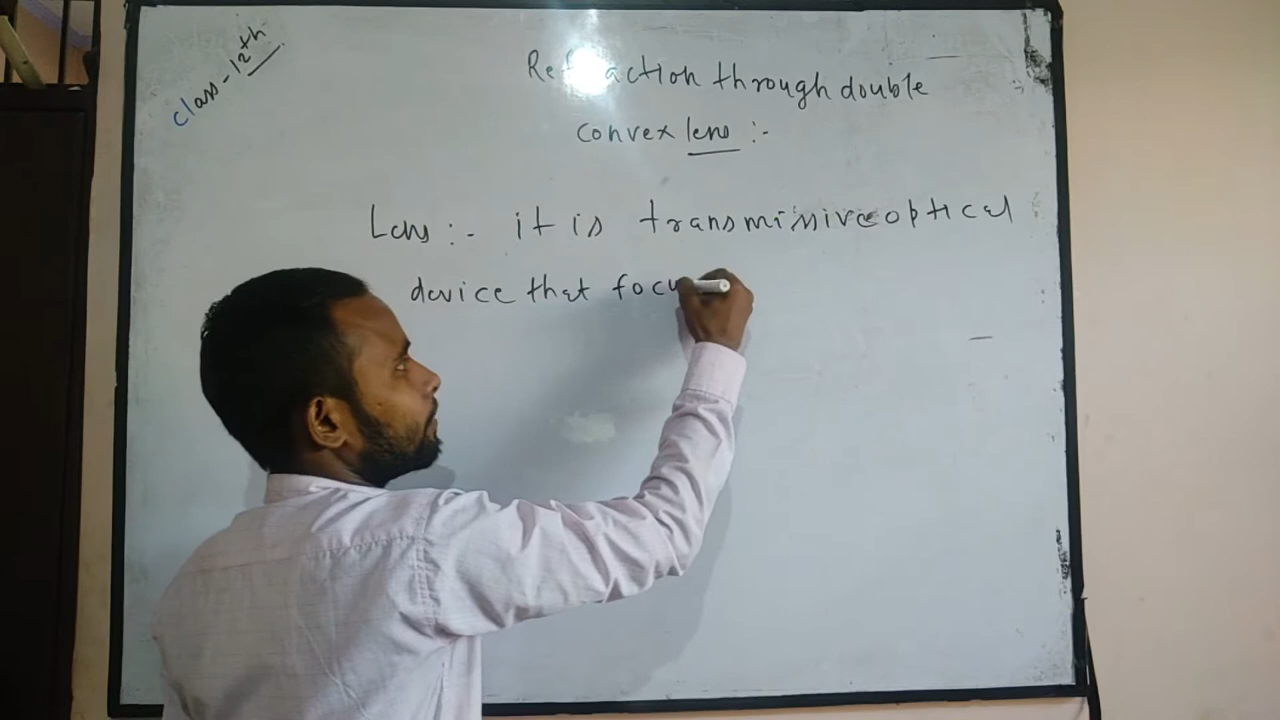 class-12th
Refraction through double
convex lens :-
Lens :- it is transmissive optical
device that focu